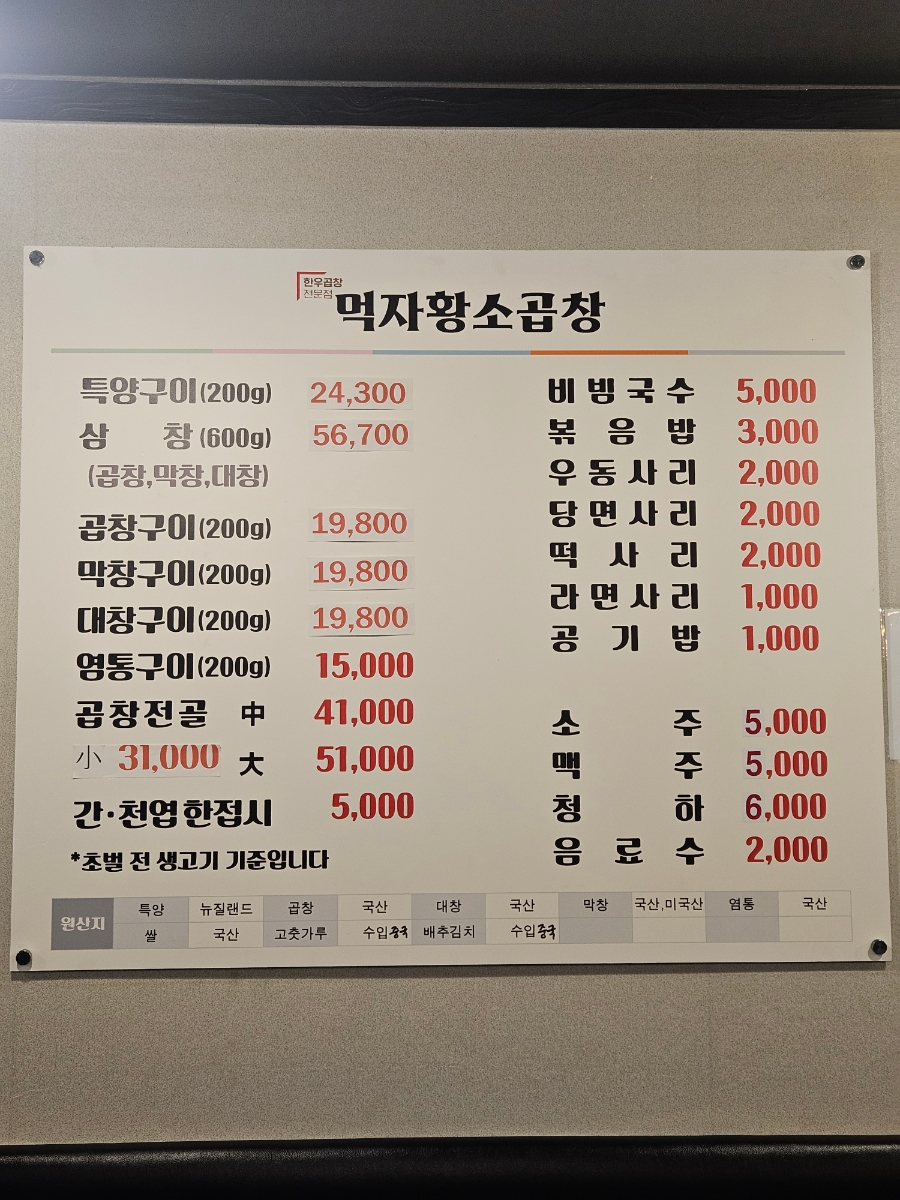 한우곱창
전문점
먹자황소곱창
특양구이(200g) 24,300
삼창(600g) 56,700
(곱창,막창,대창)
곱창구이(200g) 19,800
막창구이(200g) 19,800
대창구이(200g) 19,800
염통구이(200g) 15,000
곱창전골 中 41,000
小 31,000 大 51,000
간·천엽 한접시 5,000
*초벌 전 생고기 기준입니다
비빔국수 5,000
볶음밥 3,000
우동사리 2,000
당면사리 2,000
떡사리 2,000
라면사리 1,000
공기밥 1,000
소주 5,000
맥주 5,000
청하 6,000
음료수 2,000
원산지
특양 뉴질랜드 곱창 국산 대창 국산 막창 국산,미국산 염통 국산
쌀 국산 고춧가루 수입중국 배추김치 수입중국